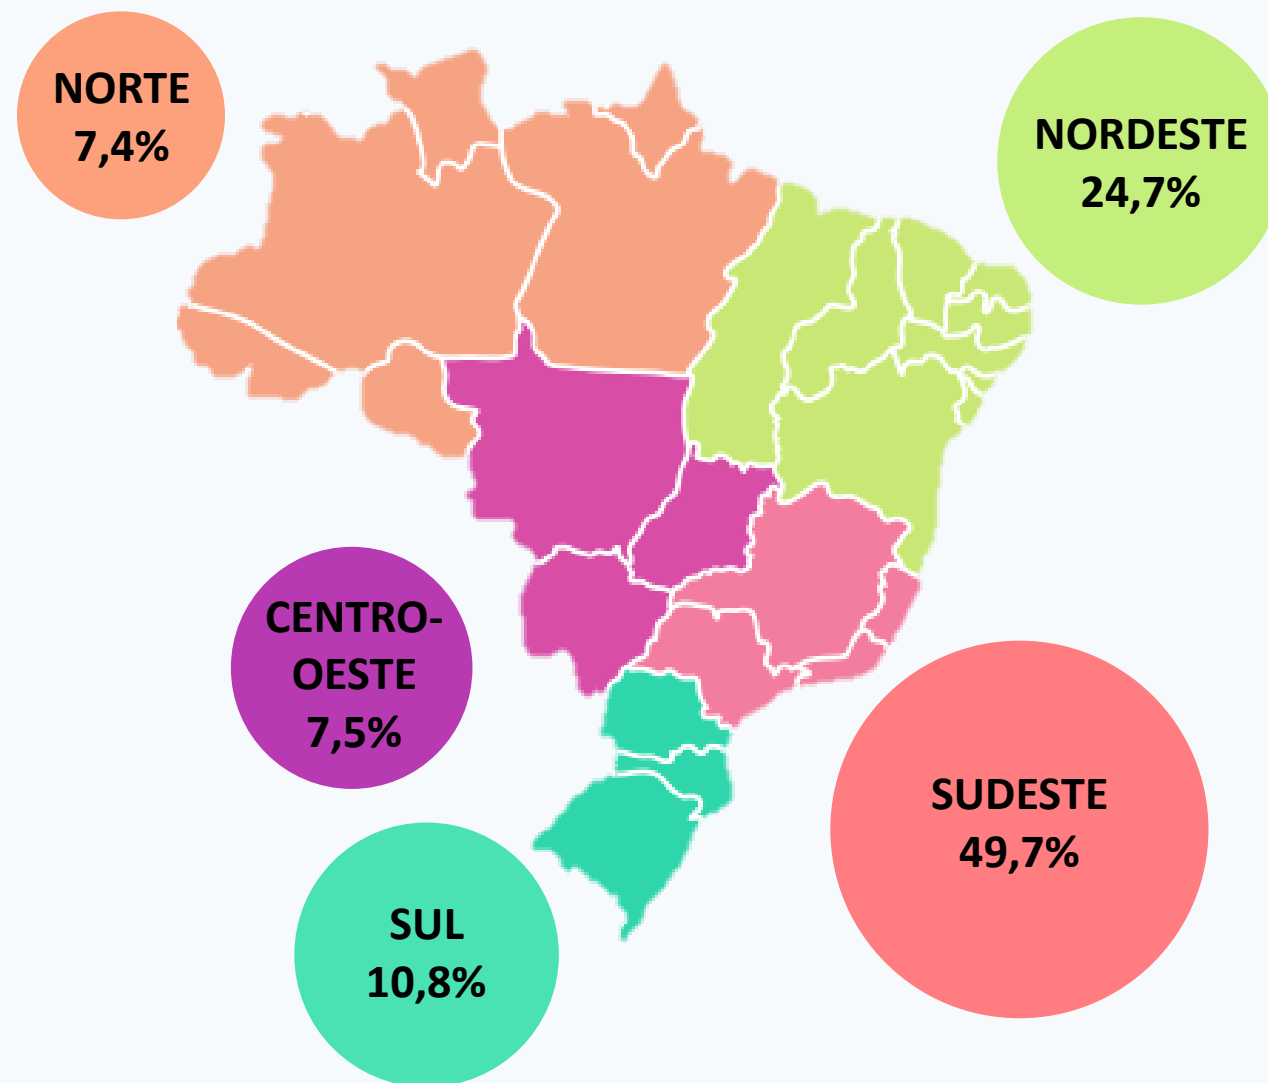 NORTE
7,4%
NORDESTE
24,7%
CENTRO-
OESTE
7,5%
SUDESTE
49,7%
SUL
10,8%